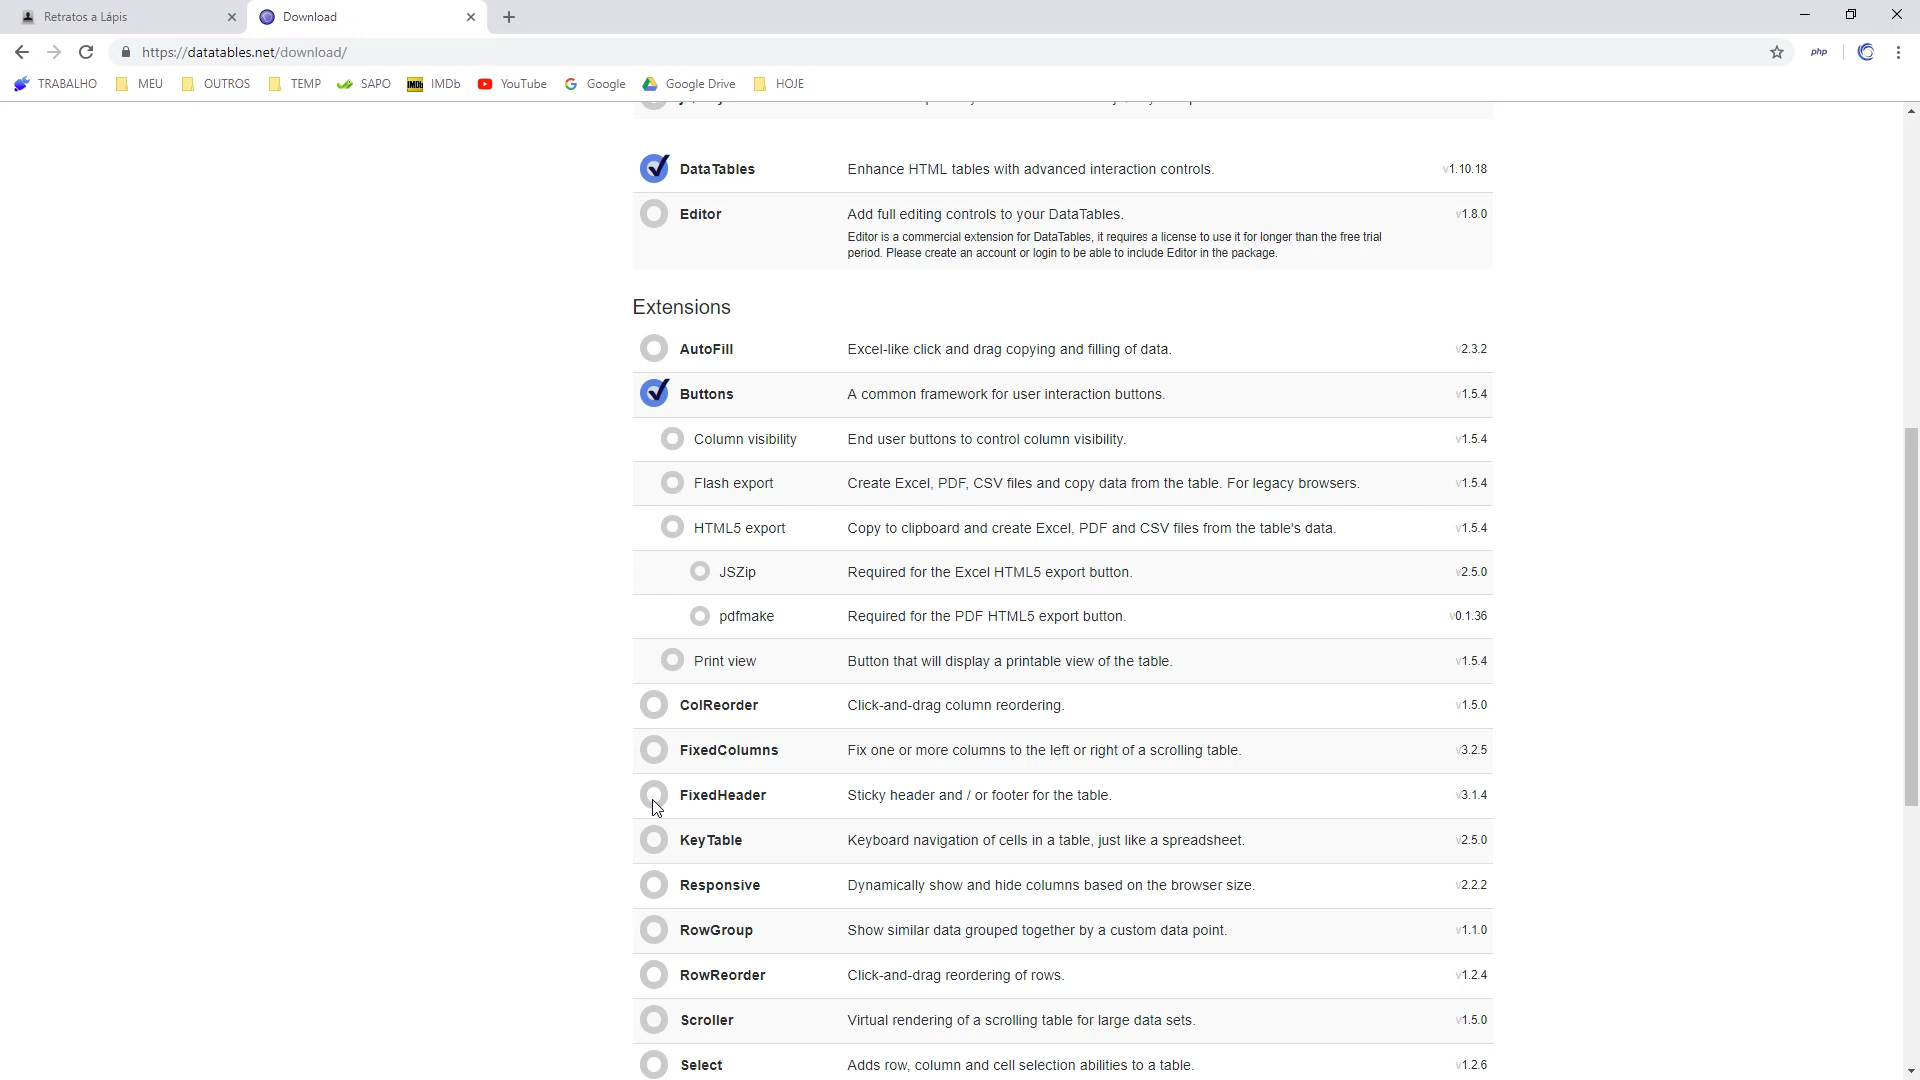 Retratos a Lápis
Download
https://datatables.net/download/
php
TRABALHO MEU OUTROS TEMP SAPO IMDb IMDb YouTube Google Google Drive HOJE
DataTables Enhance HTML tables with advanced interaction controls. v1.10.18
Editor Add full editing controls to your DataTables. v1.8.0
Editor is a commercial extension for DataTables, it requires a license to use it for longer than the free trial
period. Please create an account or login to be able to include Editor in the package.
Extensions
AutoFill Excel-like click and drag copying and filling of data. v2.3.2
Buttons A common framework for user interaction buttons. v1.5.4
Column visibility End user buttons to control column visibility. v1.5.4
Flash export Create Excel, PDF, CSV files and copy data from the table. For legacy browsers. v1.5.4
HTML5 export Copy to clipboard and create Excel, PDF and CSV files from the table's data. v1.5.4
JSZip Required for the Excel HTML5 export button. v2.5.0
pdfmake Required for the PDF HTML5 export button. v0.1.36
Print view Button that will display a printable view of the table. v1.5.4
ColReorder Click-and-drag column reordering. v1.5.0
FixedColumns Fix one or more columns to the left or right of a scrolling table. v3.2.5
FixedHeader Sticky header and / or footer for the table. v3.1.4
KeyTable Keyboard navigation of cells in a table, just like a spreadsheet. v2.5.0
Responsive Dynamically show and hide columns based on the browser size. v2.2.2
RowGroup Show similar data grouped together by a custom data point. v1.1.0
RowReorder Click-and-drag reordering of rows. v1.2.4
Scroller Virtual rendering of a scrolling table for large data sets. v1.5.0
Select Adds row, column and cell selection abilities to a table. v1.2.6